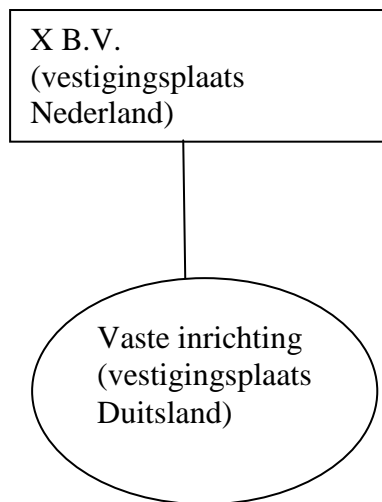 X B.V.
(vestigingsplaats
Nederland)
Vaste inrichting
(vestigingsplaats
Duitsland)